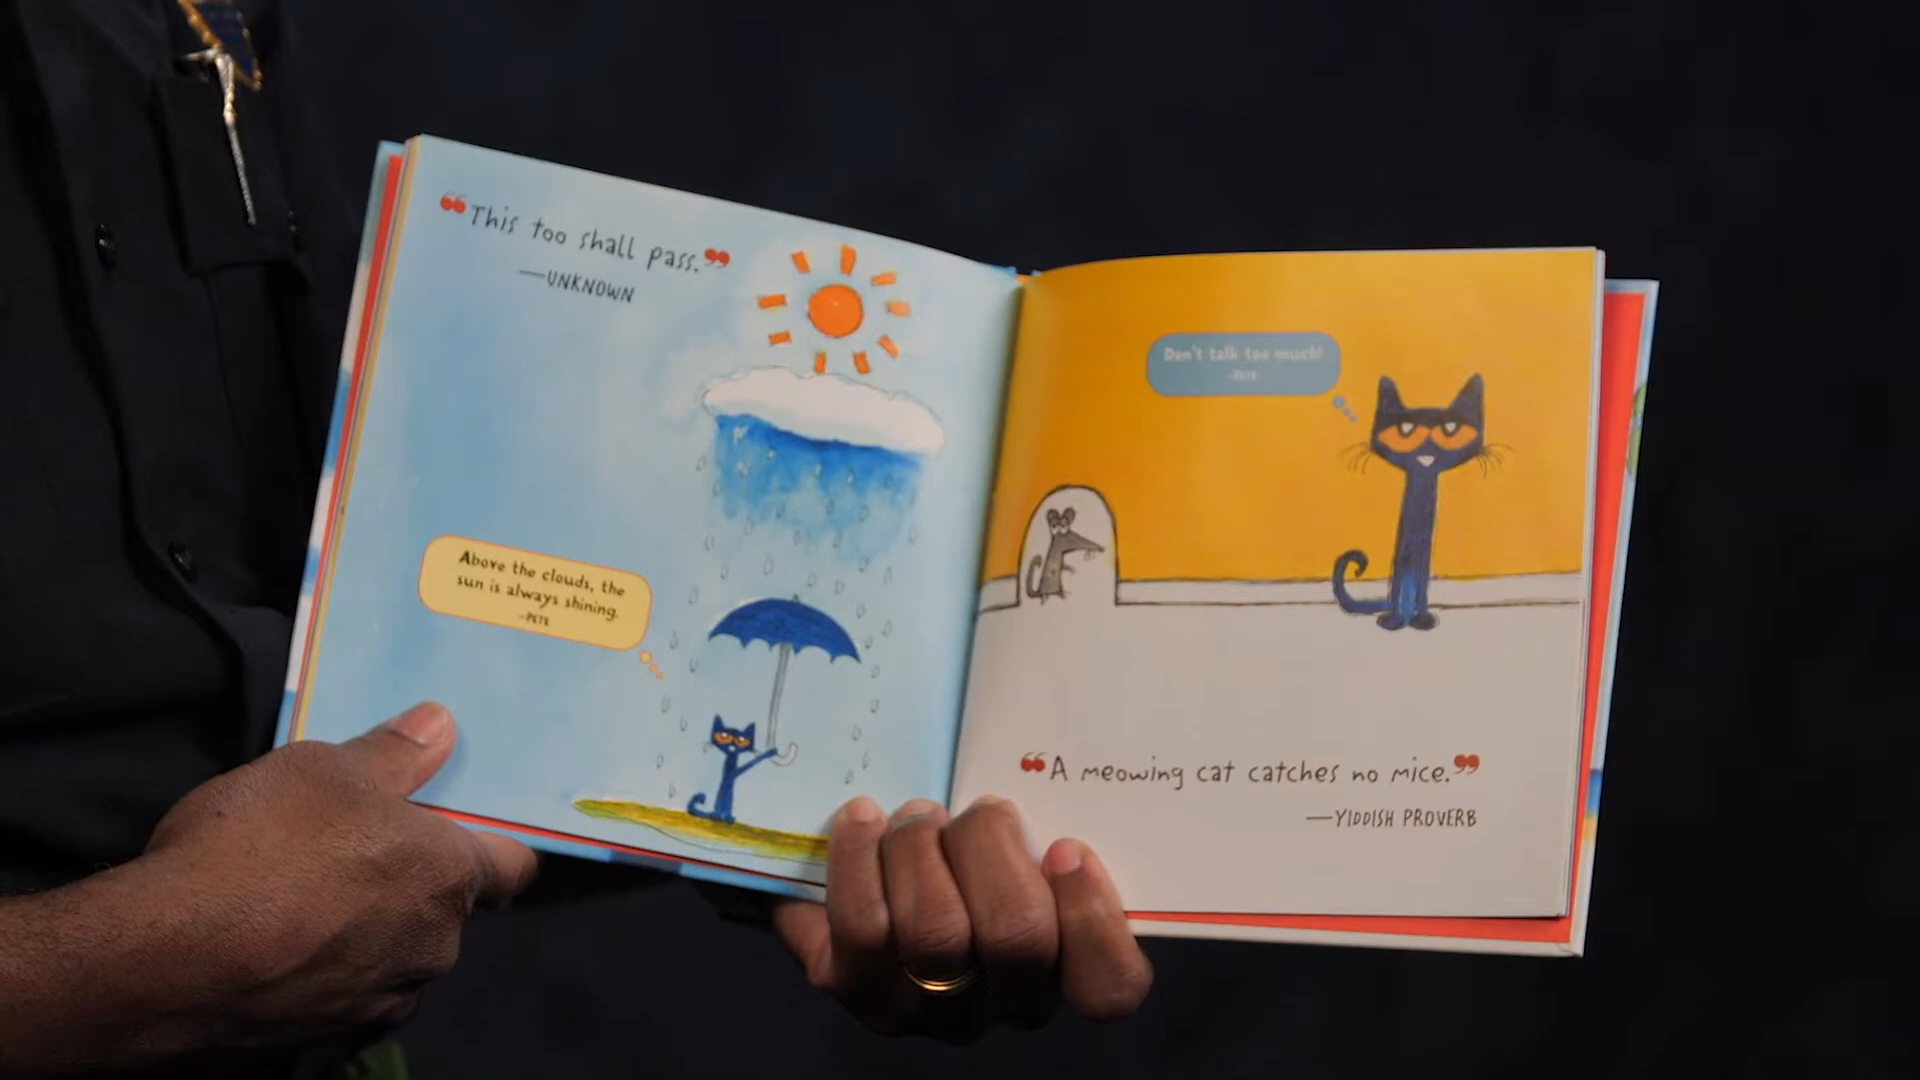 “This too shall pass.”
—UNKNOWN
Above the clouds, the
sun is always shining.
-PETE
Don't talk too much!
-PETE
“A meowing cat catches no mice.”
—YIDDISH PROVERB